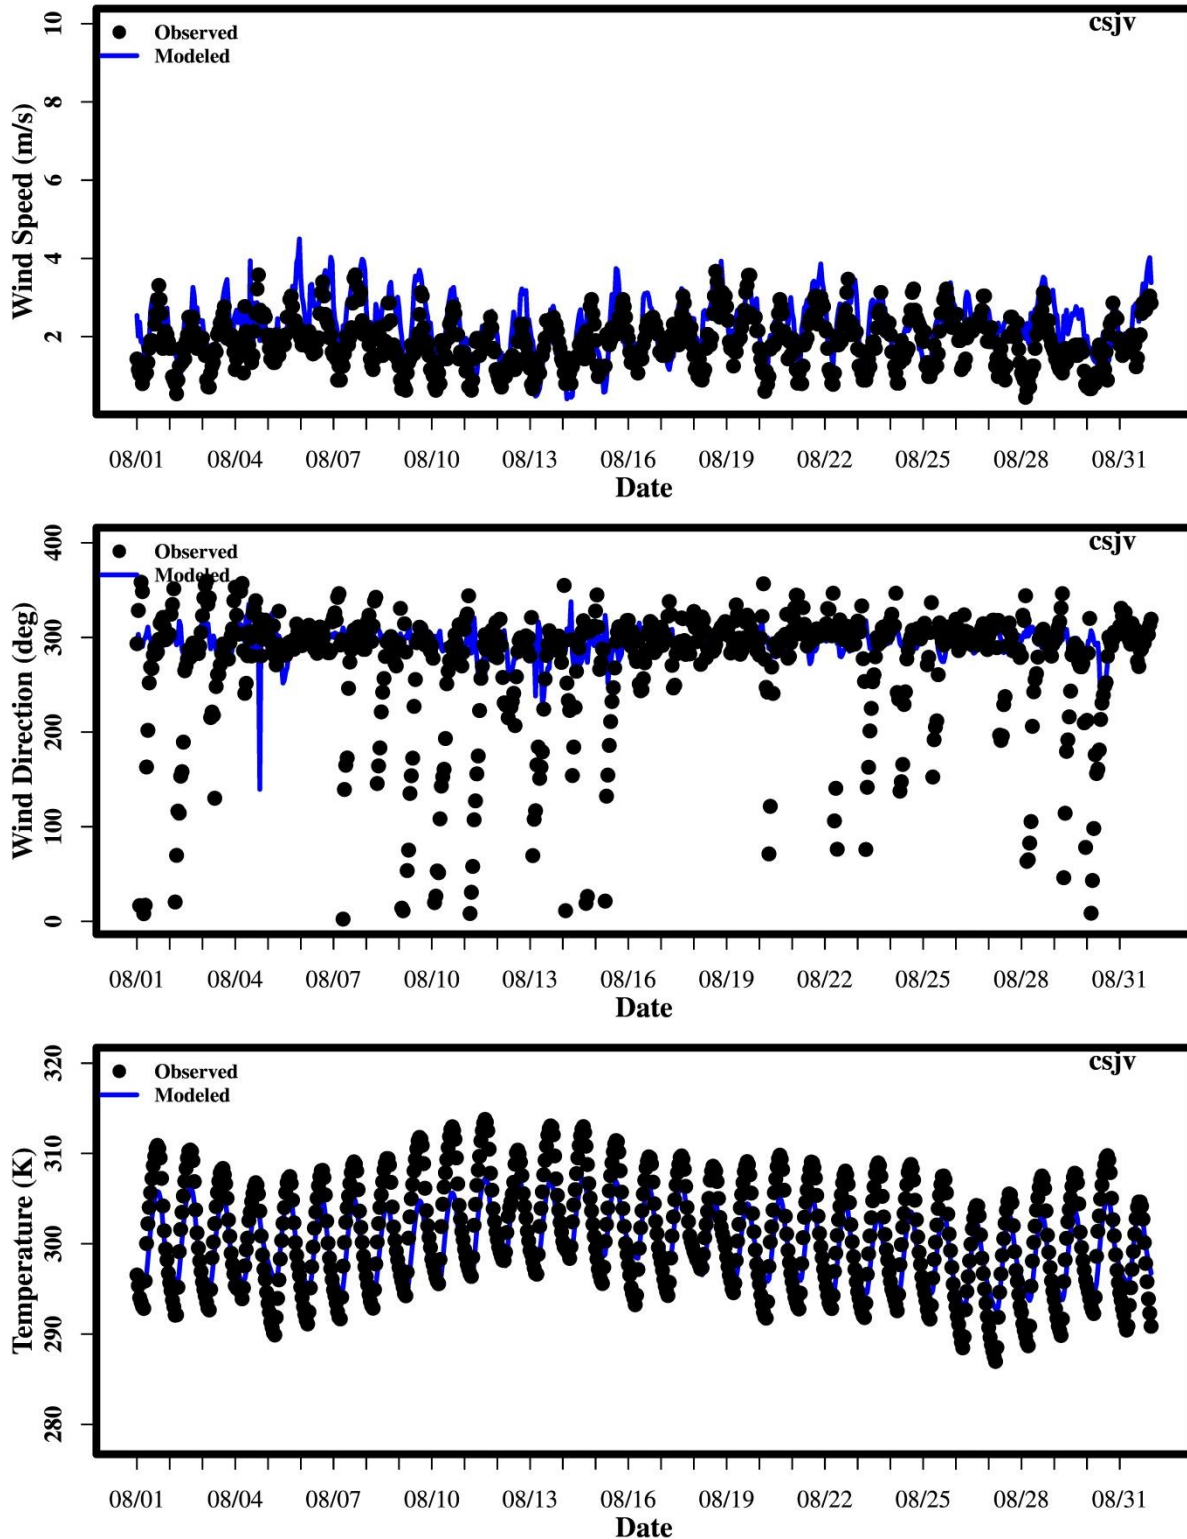 csjv
Observed
Modeled
Wind Speed (m/s)
10
8
6
4
2
08/01 08/04 08/07 08/10 08/13 08/16 08/19 08/22 08/25 08/28 08/31
Date
csjv
Observed
Modeled
Wind Direction (deg)
400
300
200
100
0
08/01 08/04 08/07 08/10 08/13 08/16 08/19 08/22 08/25 08/28 08/31
Date
csjv
Observed
Modeled
Temperature (K)
320
310
300
290
280
08/01 08/04 08/07 08/10 08/13 08/16 08/19 08/22 08/25 08/28 08/31
Date